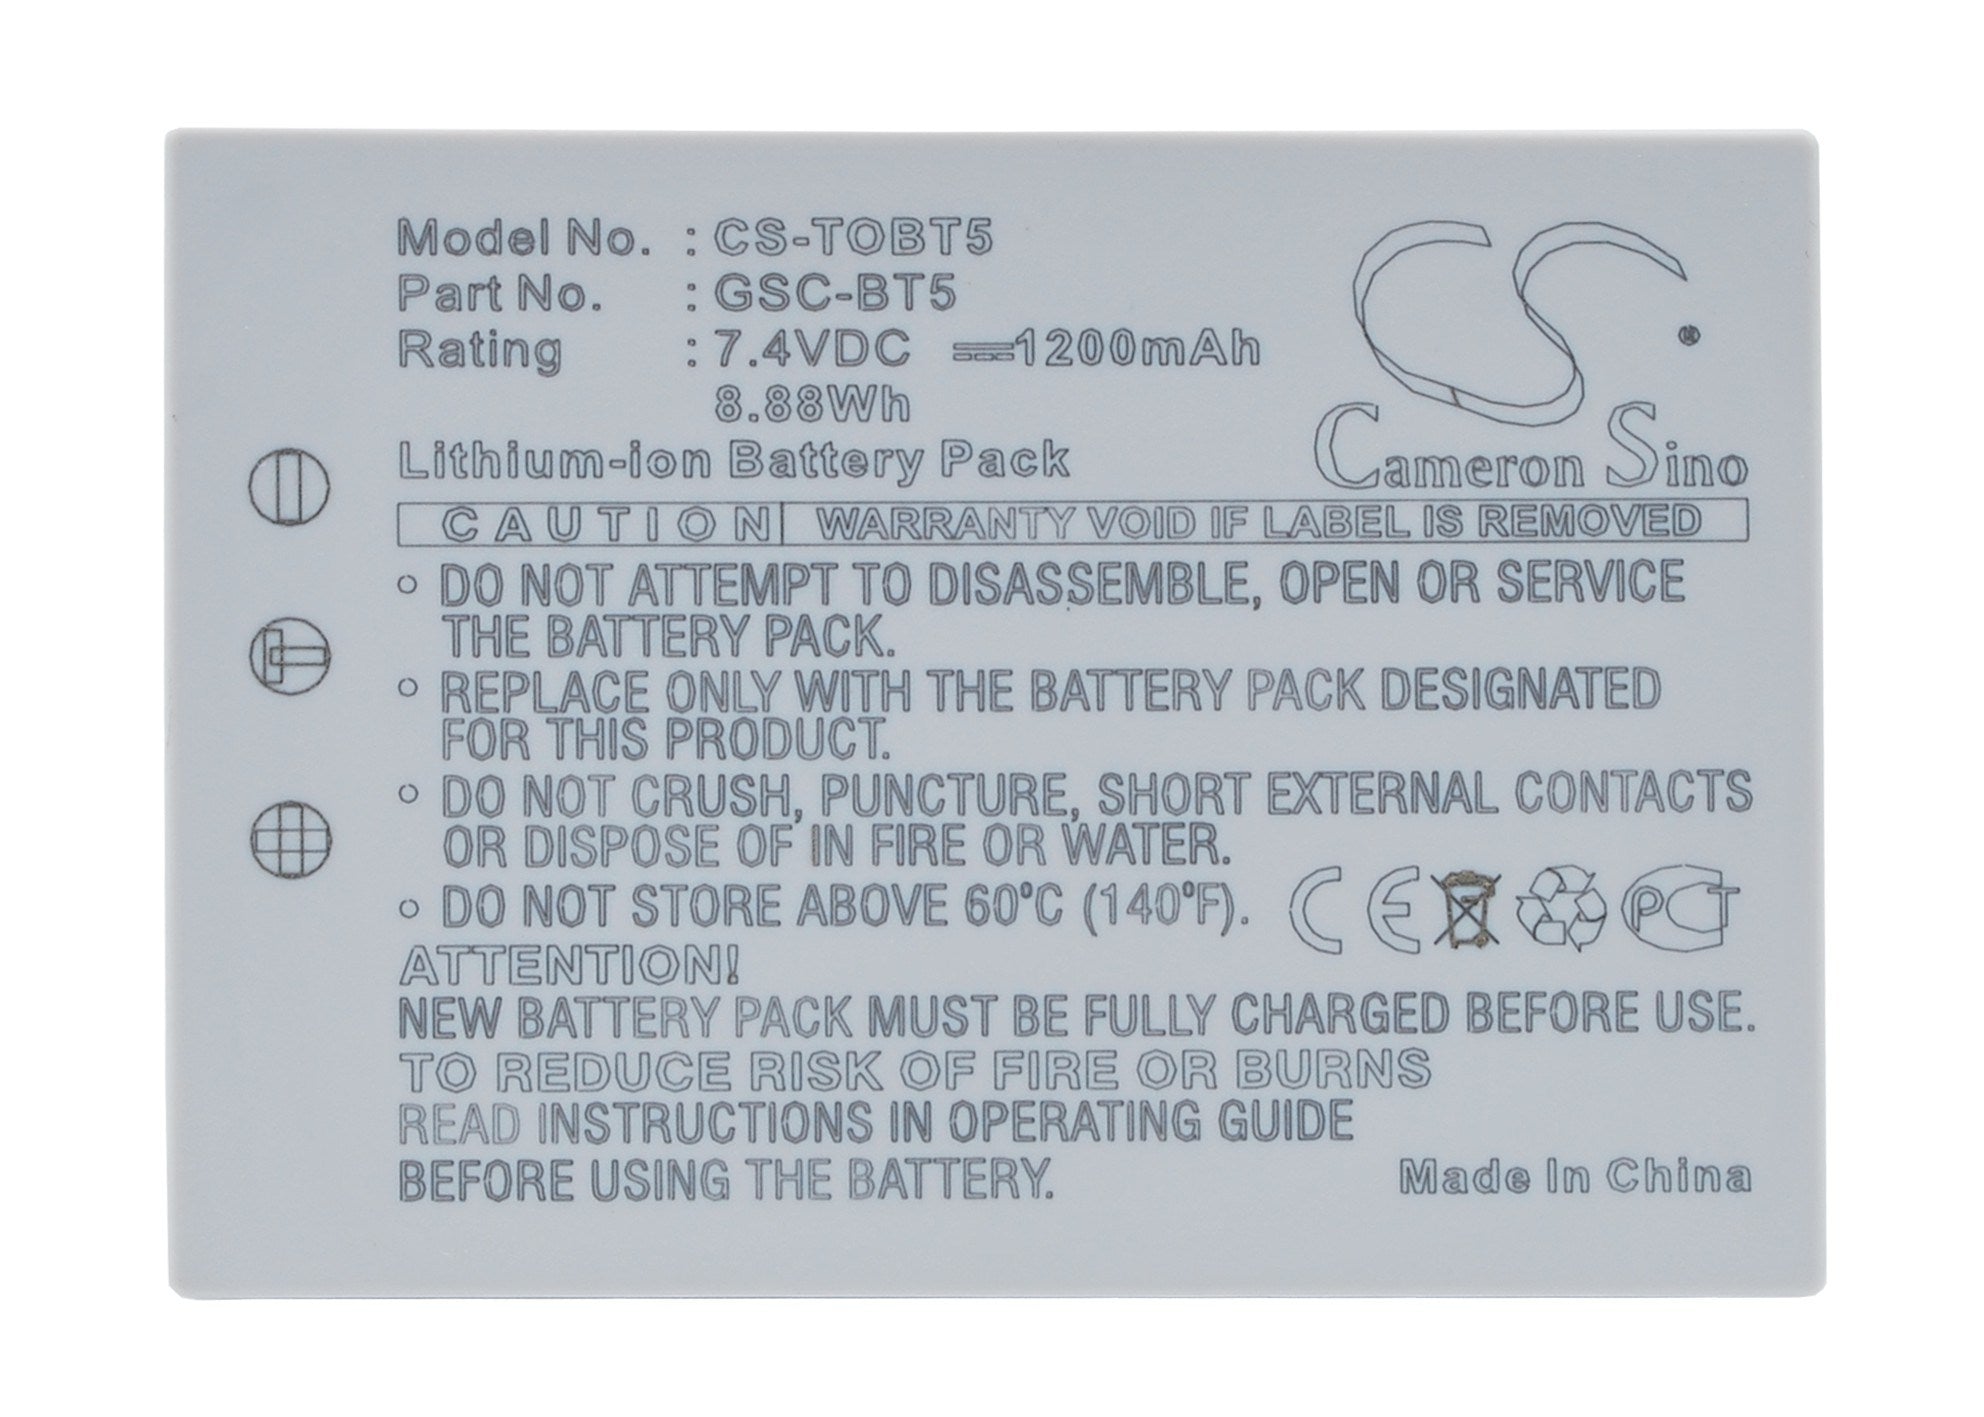 Model No. : CS-TOBT5
Part No. : GSC-BT5
Rating : 7.4VDC ⎓1200mAh
8.88Wh
Lithium-ion Battery Pack
CS ®
Cameron Sino
CAUTION WARRANTY VOID IF LABEL IS REMOVED
◦ DO NOT ATTEMPT TO DISASSEMBLE, OPEN OR SERVICE
THE BATTERY PACK.
◦ REPLACE ONLY WITH THE BATTERY PACK DESIGNATED
FOR THIS PRODUCT.
◦ DO NOT CRUSH, PUNCTURE, SHORT EXTERNAL CONTACTS
OR DISPOSE OF IN FIRE OR WATER.
◦ DO NOT STORE ABOVE 60°C (140°F).
CE PCT
ATTENTION!
NEW BATTERY PACK MUST BE FULLY CHARGED BEFORE USE.
TO REDUCE RISK OF FIRE OR BURNS
READ INSTRUCTIONS IN OPERATING GUIDE
BEFORE USING THE BATTERY.
Made In China